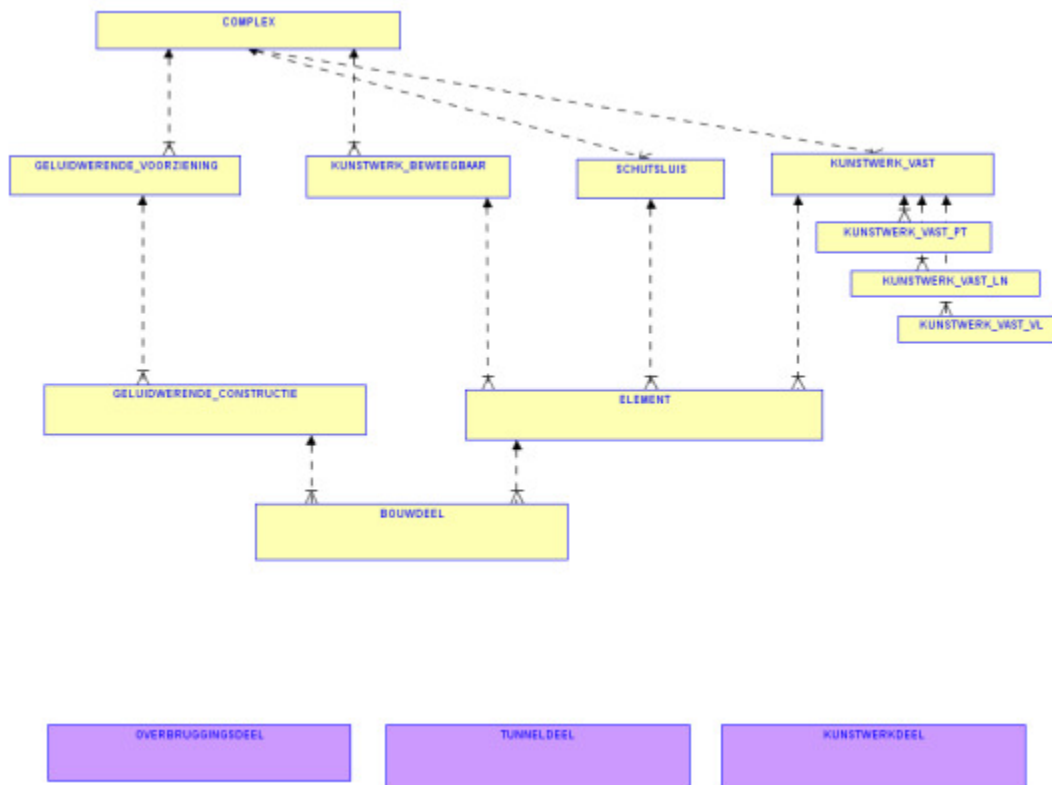 COMPLEX
GELUIDWERENDE_VOORZIENING
KUNSTWERK_BEWEEGBAAR
SCHUTSLUIS
KUNSTWERK_VAST
KUNSTWERK_VAST_PT
KUNSTWERK_VAST_LN
KUNSTWERK_VAST_VL
GELUIDWERENDE_CONSTRUCTIE
ELEMENT
BOUWDEEL
OVERBRUGGINGSDEEL
TUNNELDEEL
KUNSTWERKDEEL